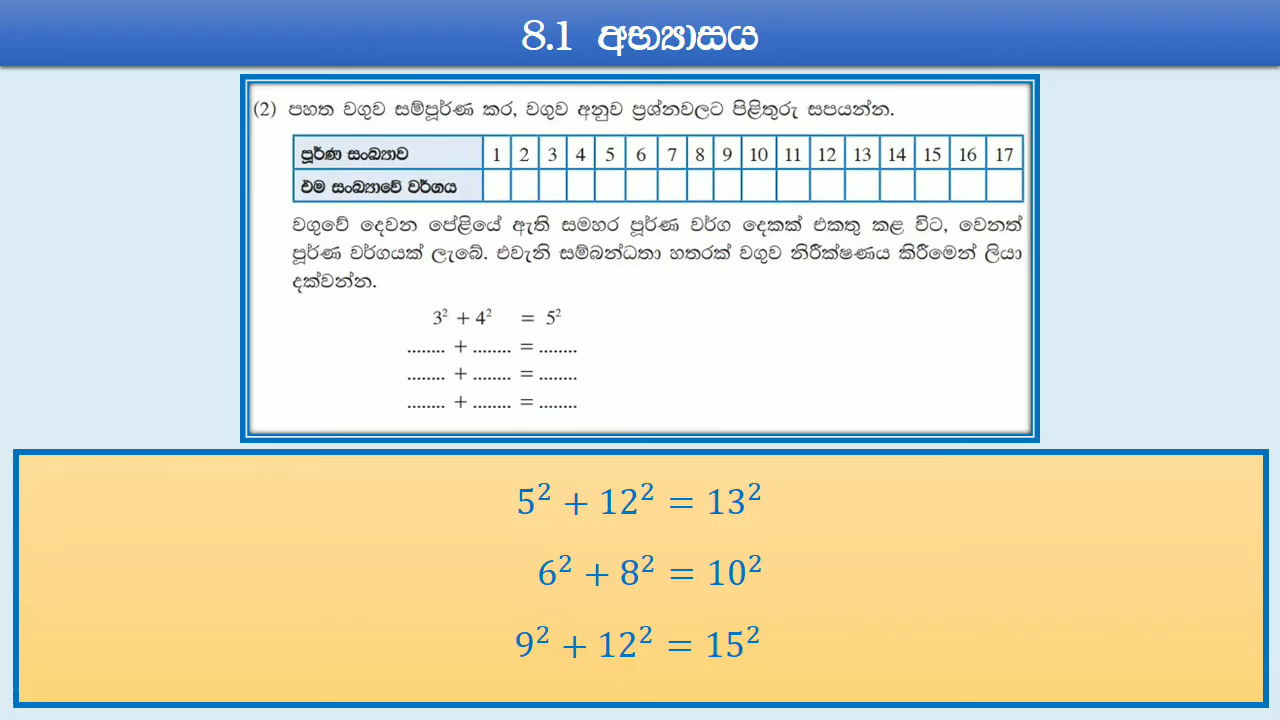 8.1 අභ්‍යාසය
(2) පහත වගුව සම්පූර්ණ කර, වගුව අනුව ප්‍රශ්නවලට පිළිතුරු සපයන්න.
පූර්ණ සංඛ්‍යාව 1 2 3 4 5 6 7 8 9 10 11 12 13 14 15 16 17
එම සංඛ්‍යාවේ වර්ගය
වගුවේ දෙවන පේළියේ ඇති සමහර පූර්ණ වර්ග දෙකක් එකතු කළ විට, වෙනත්
පූර්ණ වර්ගයක් ලැබේ. එවැනි සම්බන්ධතා හතරක් වගුව නිරීක්ෂණය කිරීමෙන් ලියා
දක්වන්න.
3² + 4² = 5²
........ + ........ = ........
........ + ........ = ........
........ + ........ = ........
5² + 12² = 13²
6² + 8² = 10²
9² + 12² = 15²